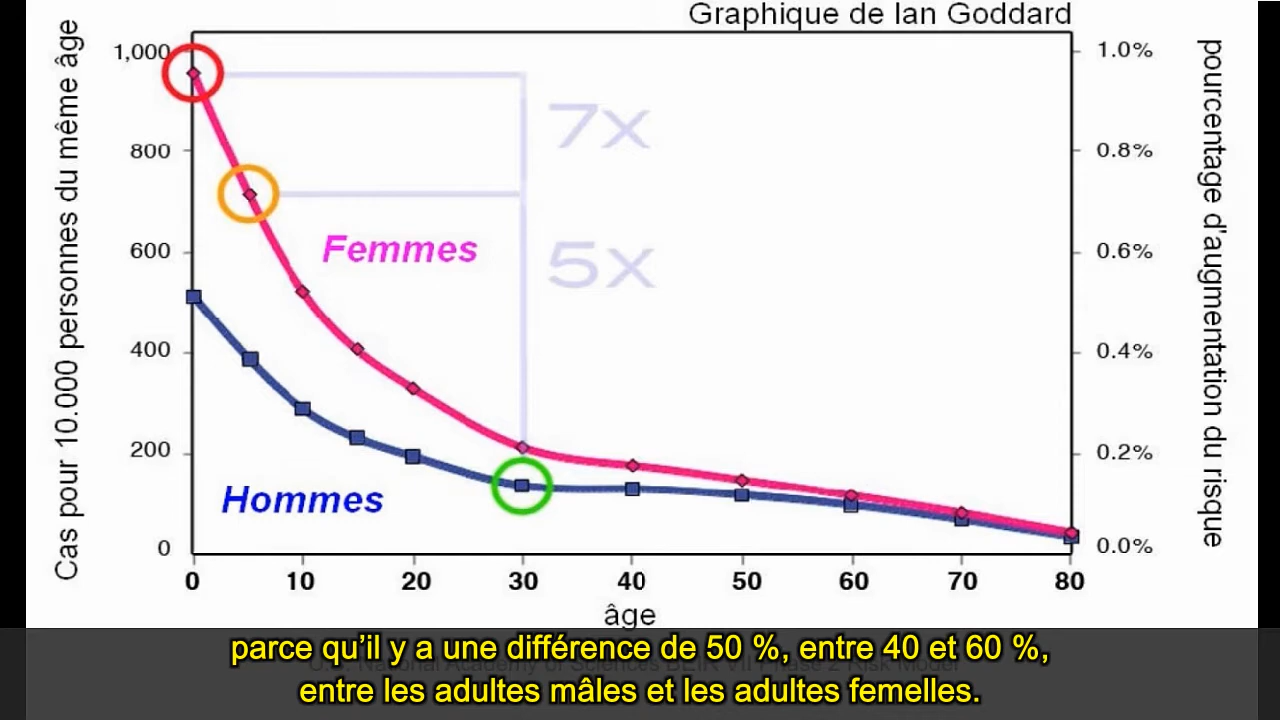 Graphique de Ian Goddard
Cas pour 10.000 personnes du même âge
pourcentage d'augmentation du risque
1,000
800
600
400
200
0
1.0%
0.8%
0.6%
0.4%
0.2%
0.0%
7x
5x
Femmes
Hommes
0 10 20 30 40 50 60 70 80
âge
parce qu’il y a une différence de 50 %, entre 40 et 60 %,
entre les adultes mâles et les adultes femelles.